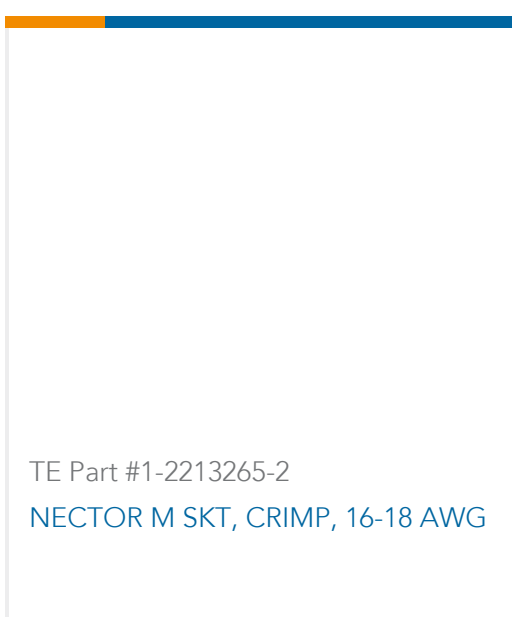 TE Part #1-2213265-2
NECTOR M SKT, CRIMP, 16-18 AWG